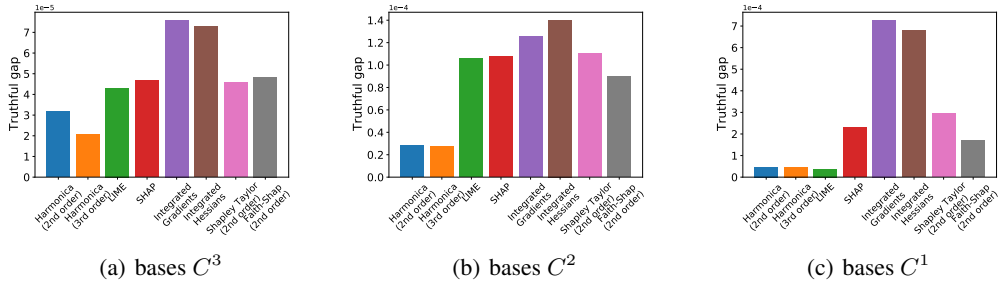 1e−5
Truthful gap
8
7
6
5
4
3
2
1
0
Harmonica
(2nd order)
Harmonica
(3rd order)
LIME
SHAP
Integrated
Gradients
Integrated
Hessians
Shapley Taylor
(2nd order)
Faith-Shap
(2nd order)
(a) bases C³
1e−4
Truthful gap
1.4
1.2
1.0
0.8
0.6
0.4
0.2
0.0
Harmonica
(2nd order)
Harmonica
(3rd order)
LIME
SHAP
Integrated
Gradients
Integrated
Hessians
Shapley Taylor
(2nd order)
Faith-Shap
(2nd order)
(b) bases C²
1e−4
Truthful gap
7
6
5
4
3
2
1
0
Harmonica
(2nd order)
Harmonica
(3rd order)
LIME
SHAP
Integrated
Gradients
Integrated
Hessians
Shapley Taylor
(2nd order)
Faith-Shap
(2nd order)
(c) bases C¹